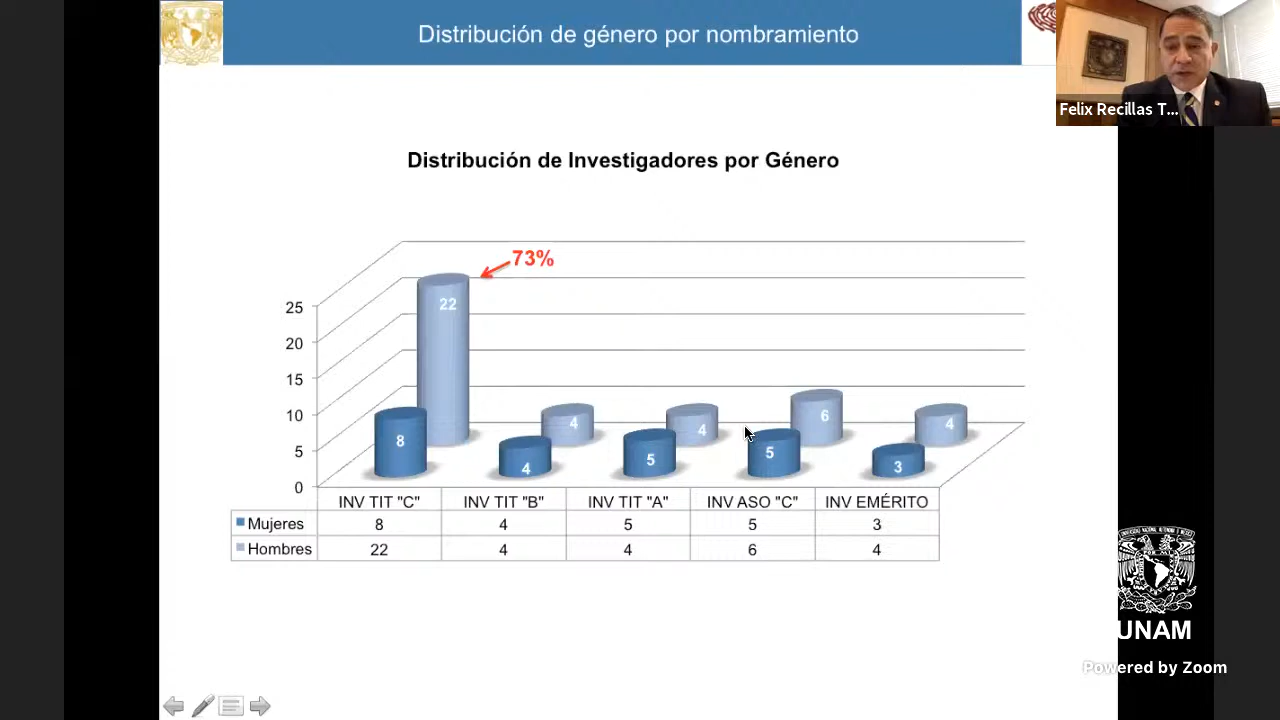 Distribución de género por nombramiento
Felix Recillas T...
Distribución de Investigadores por Género
73%
25
20
15
10
5
0
22
4
4
6
4
8
4
5
5
3
INV TIT "C" INV TIT "B" INV TIT "A" INV ASO "C" INV EMÉRITO
Mujeres 8 4 5 5 3
Hombres 22 4 4 6 4
UNAM
Powered by Zoom